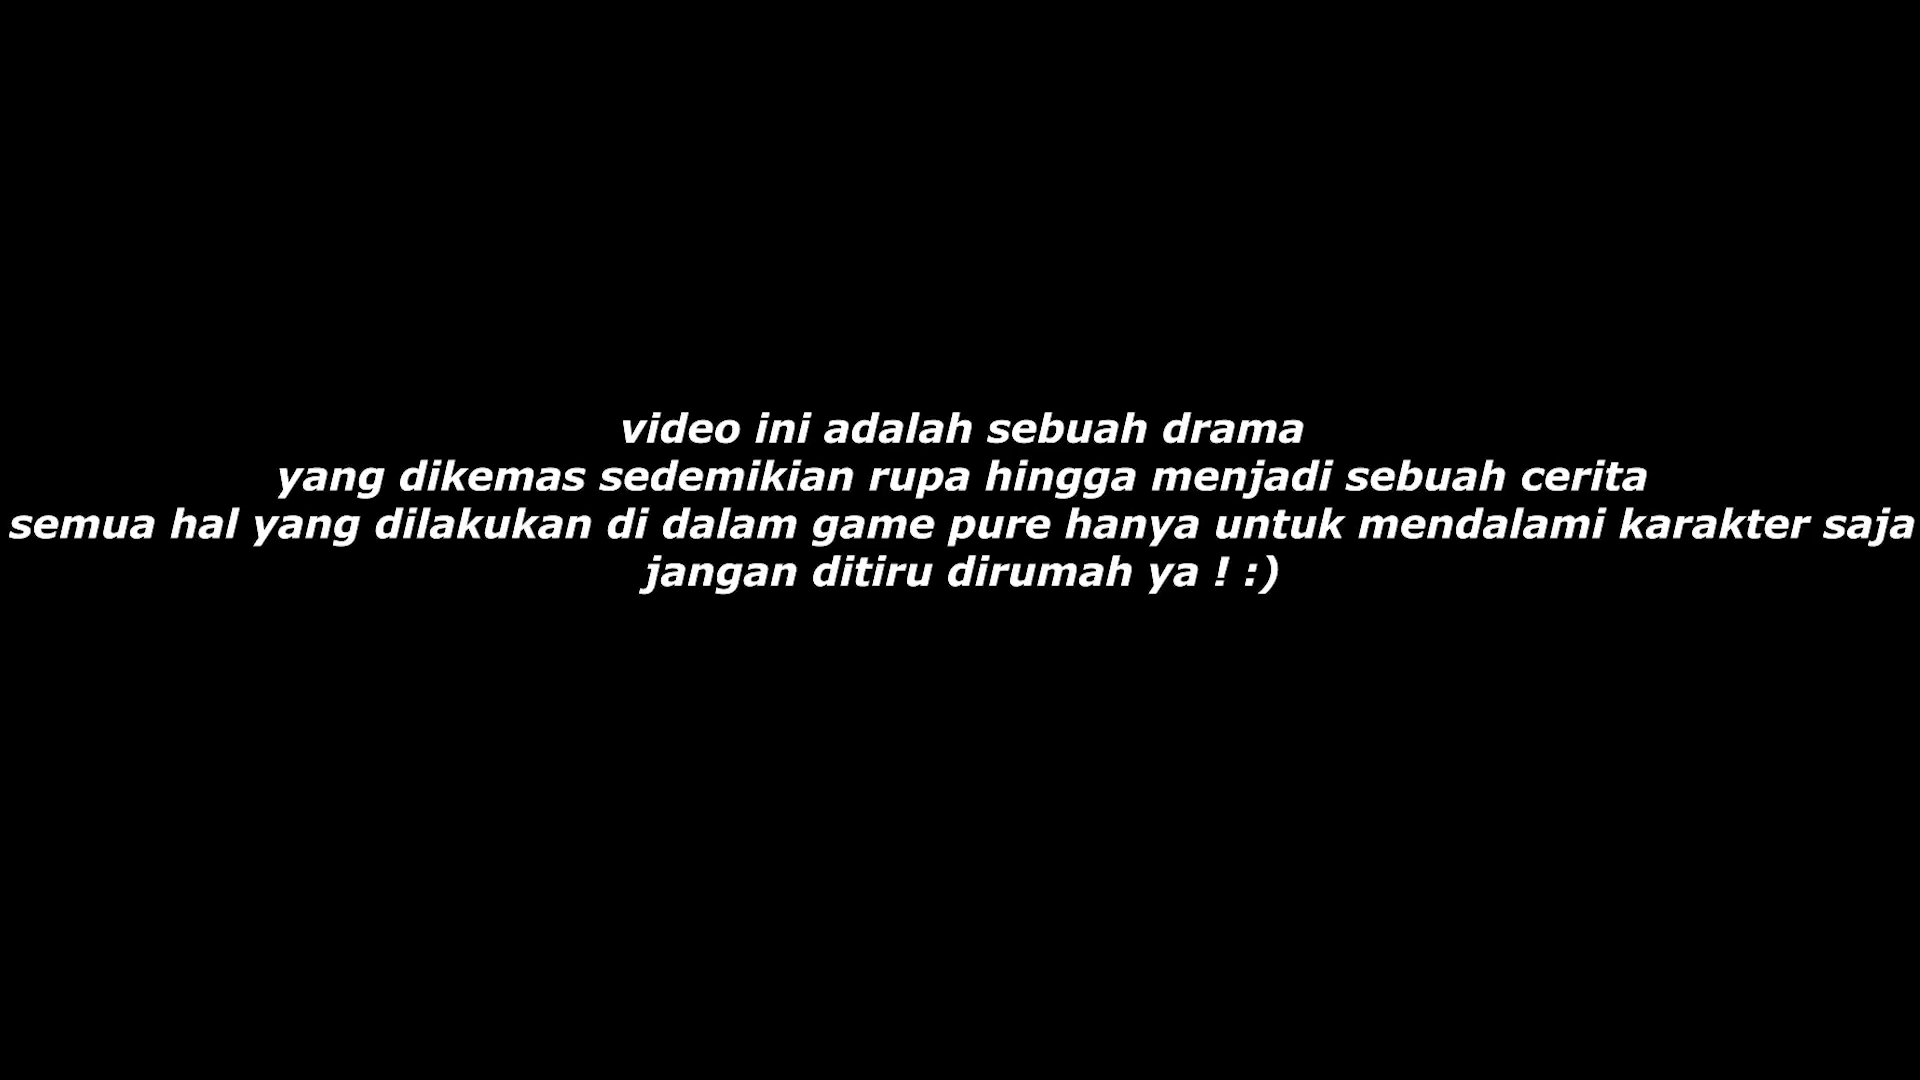 video ini adalah sebuah drama
yang dikemas sedemikian rupa hingga menjadi sebuah cerita
semua hal yang dilakukan di dalam game pure hanya untuk mendalami karakter saja
jangan ditiru dirumah ya ! :)